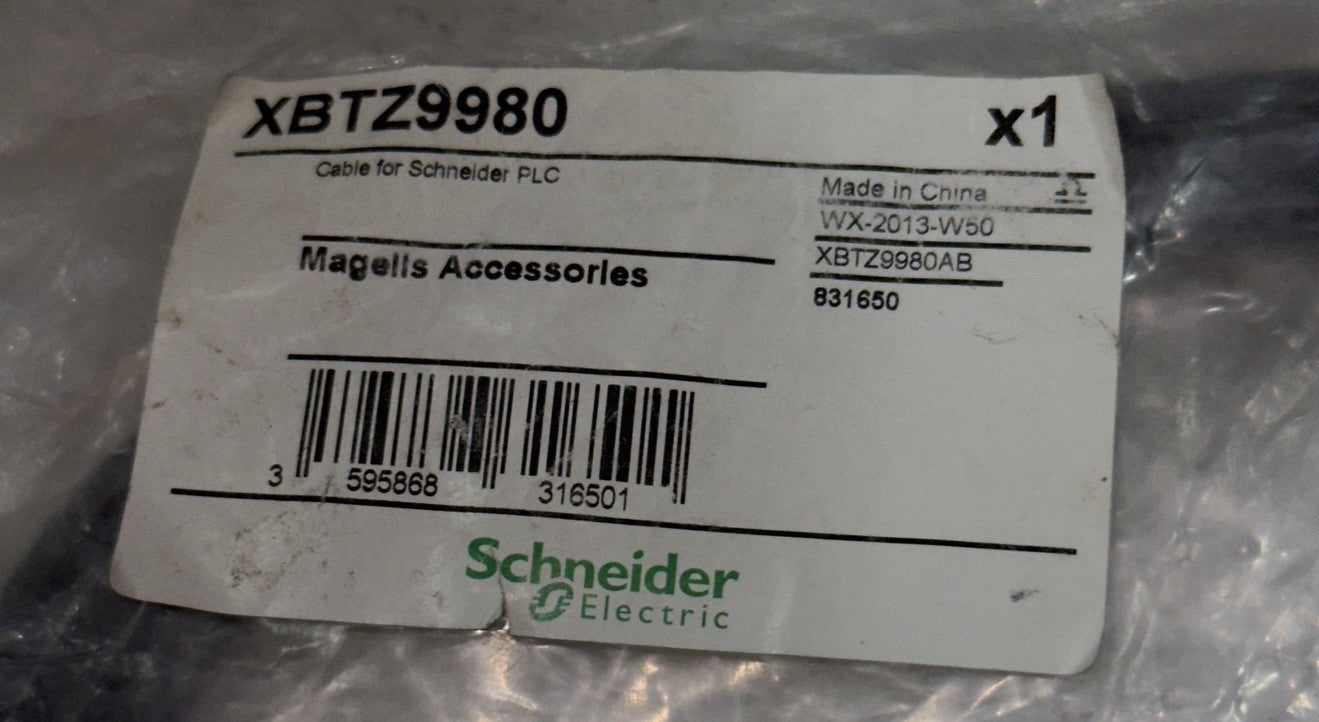 XBTZ9980 x1
Cable for Schneider PLC
Made in China
WX-2013-W50
XBTZ9980AB
831650
Magelis Accessories
3 595868 316501
Schneider
Electric